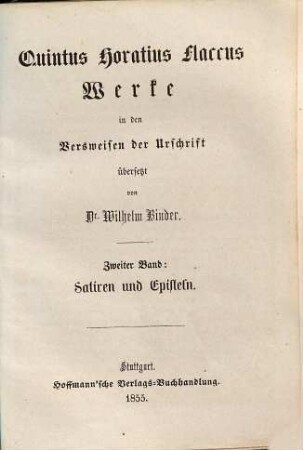 Quintus Horatius Flaccus
Werke
in den
Versweisen der Urschrift
übersetzt
von
Dr. Wilhelm Binder.
Zweiter Band:
Satiren und Episteln.
Stuttgart.
Hoffmann'sche Verlags-Buchhandlung.
1855.